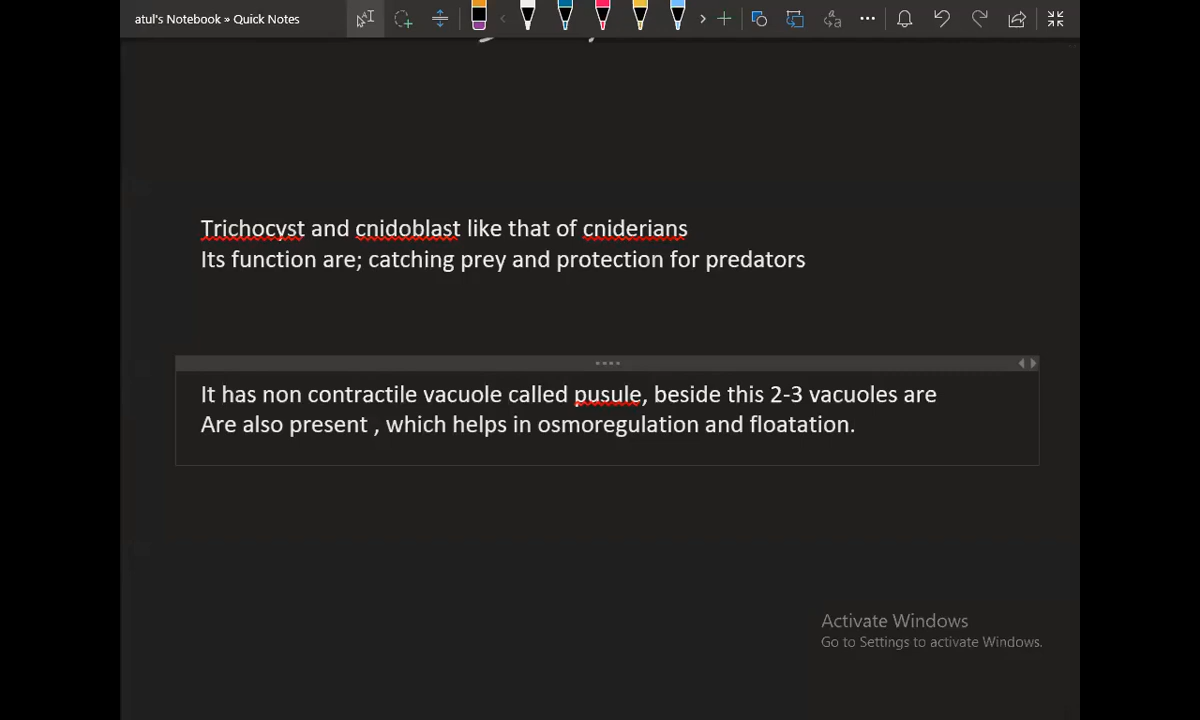 atul's Notebook » Quick Notes
Trichocyst and cnidoblast like that of cniderians
Its function are; catching prey and protection for predators
It has non contractile vacuole called pusule, beside this 2-3 vacuoles are
Are also present , which helps in osmoregulation and floatation.
Activate Windows
Go to Settings to activate Windows.